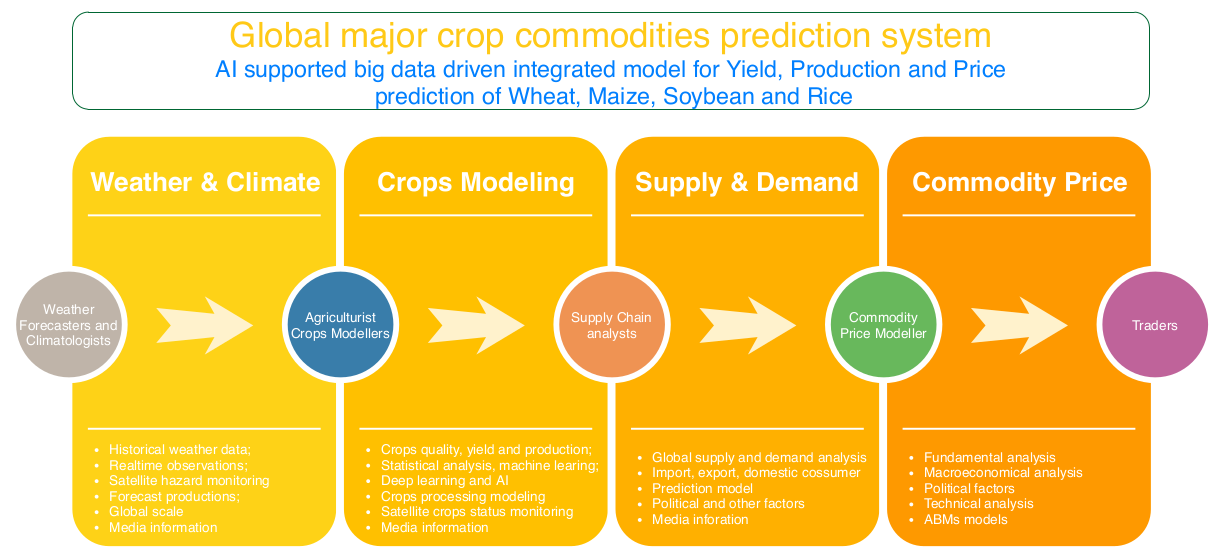 Global major crop commodities prediction system
AI supported big data driven integrated model for Yield, Production and Price
prediction of Wheat, Maize, Soybean and Rice
Weather & Climate
Weather
Forecasters and
Climatologists
• Historical weather data;
• Realtime observations;
• Satellite hazard monitoring
• Forecast productions;
• Global scale
• Media information
Crops Modeling
Agriculturist
Crops Modellers
• Crops quality, yield and production;
• Statistical analysis, machine learing;
• Deep learning and AI
• Crops processing modeling
• Satellite crops status monitoring
• Media information
Supply & Demand
Supply Chain
analysts
• Global supply and demand analysis
• Import, export, domestic cossumer
• Prediction model
• Political and other factors
• Media inforation
Commodity Price
Commodity
Price Modeller
• Fundamental analysis
• Macroeconomical analysis
• Political factors
• Technical analysis
• ABMs models
Traders